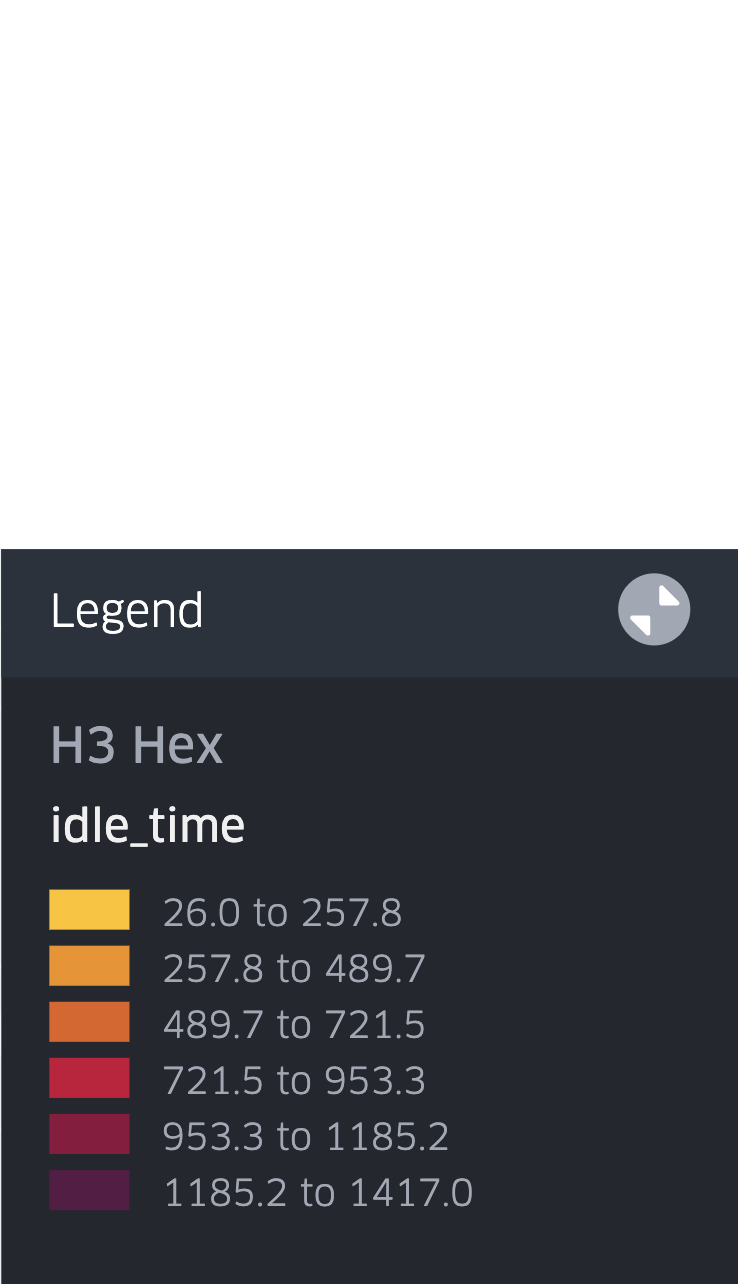 Legend
H3 Hex
idle_time
26.0 to 257.8
257.8 to 489.7
489.7 to 721.5
721.5 to 953.3
953.3 to 1185.2
1185.2 to 1417.0